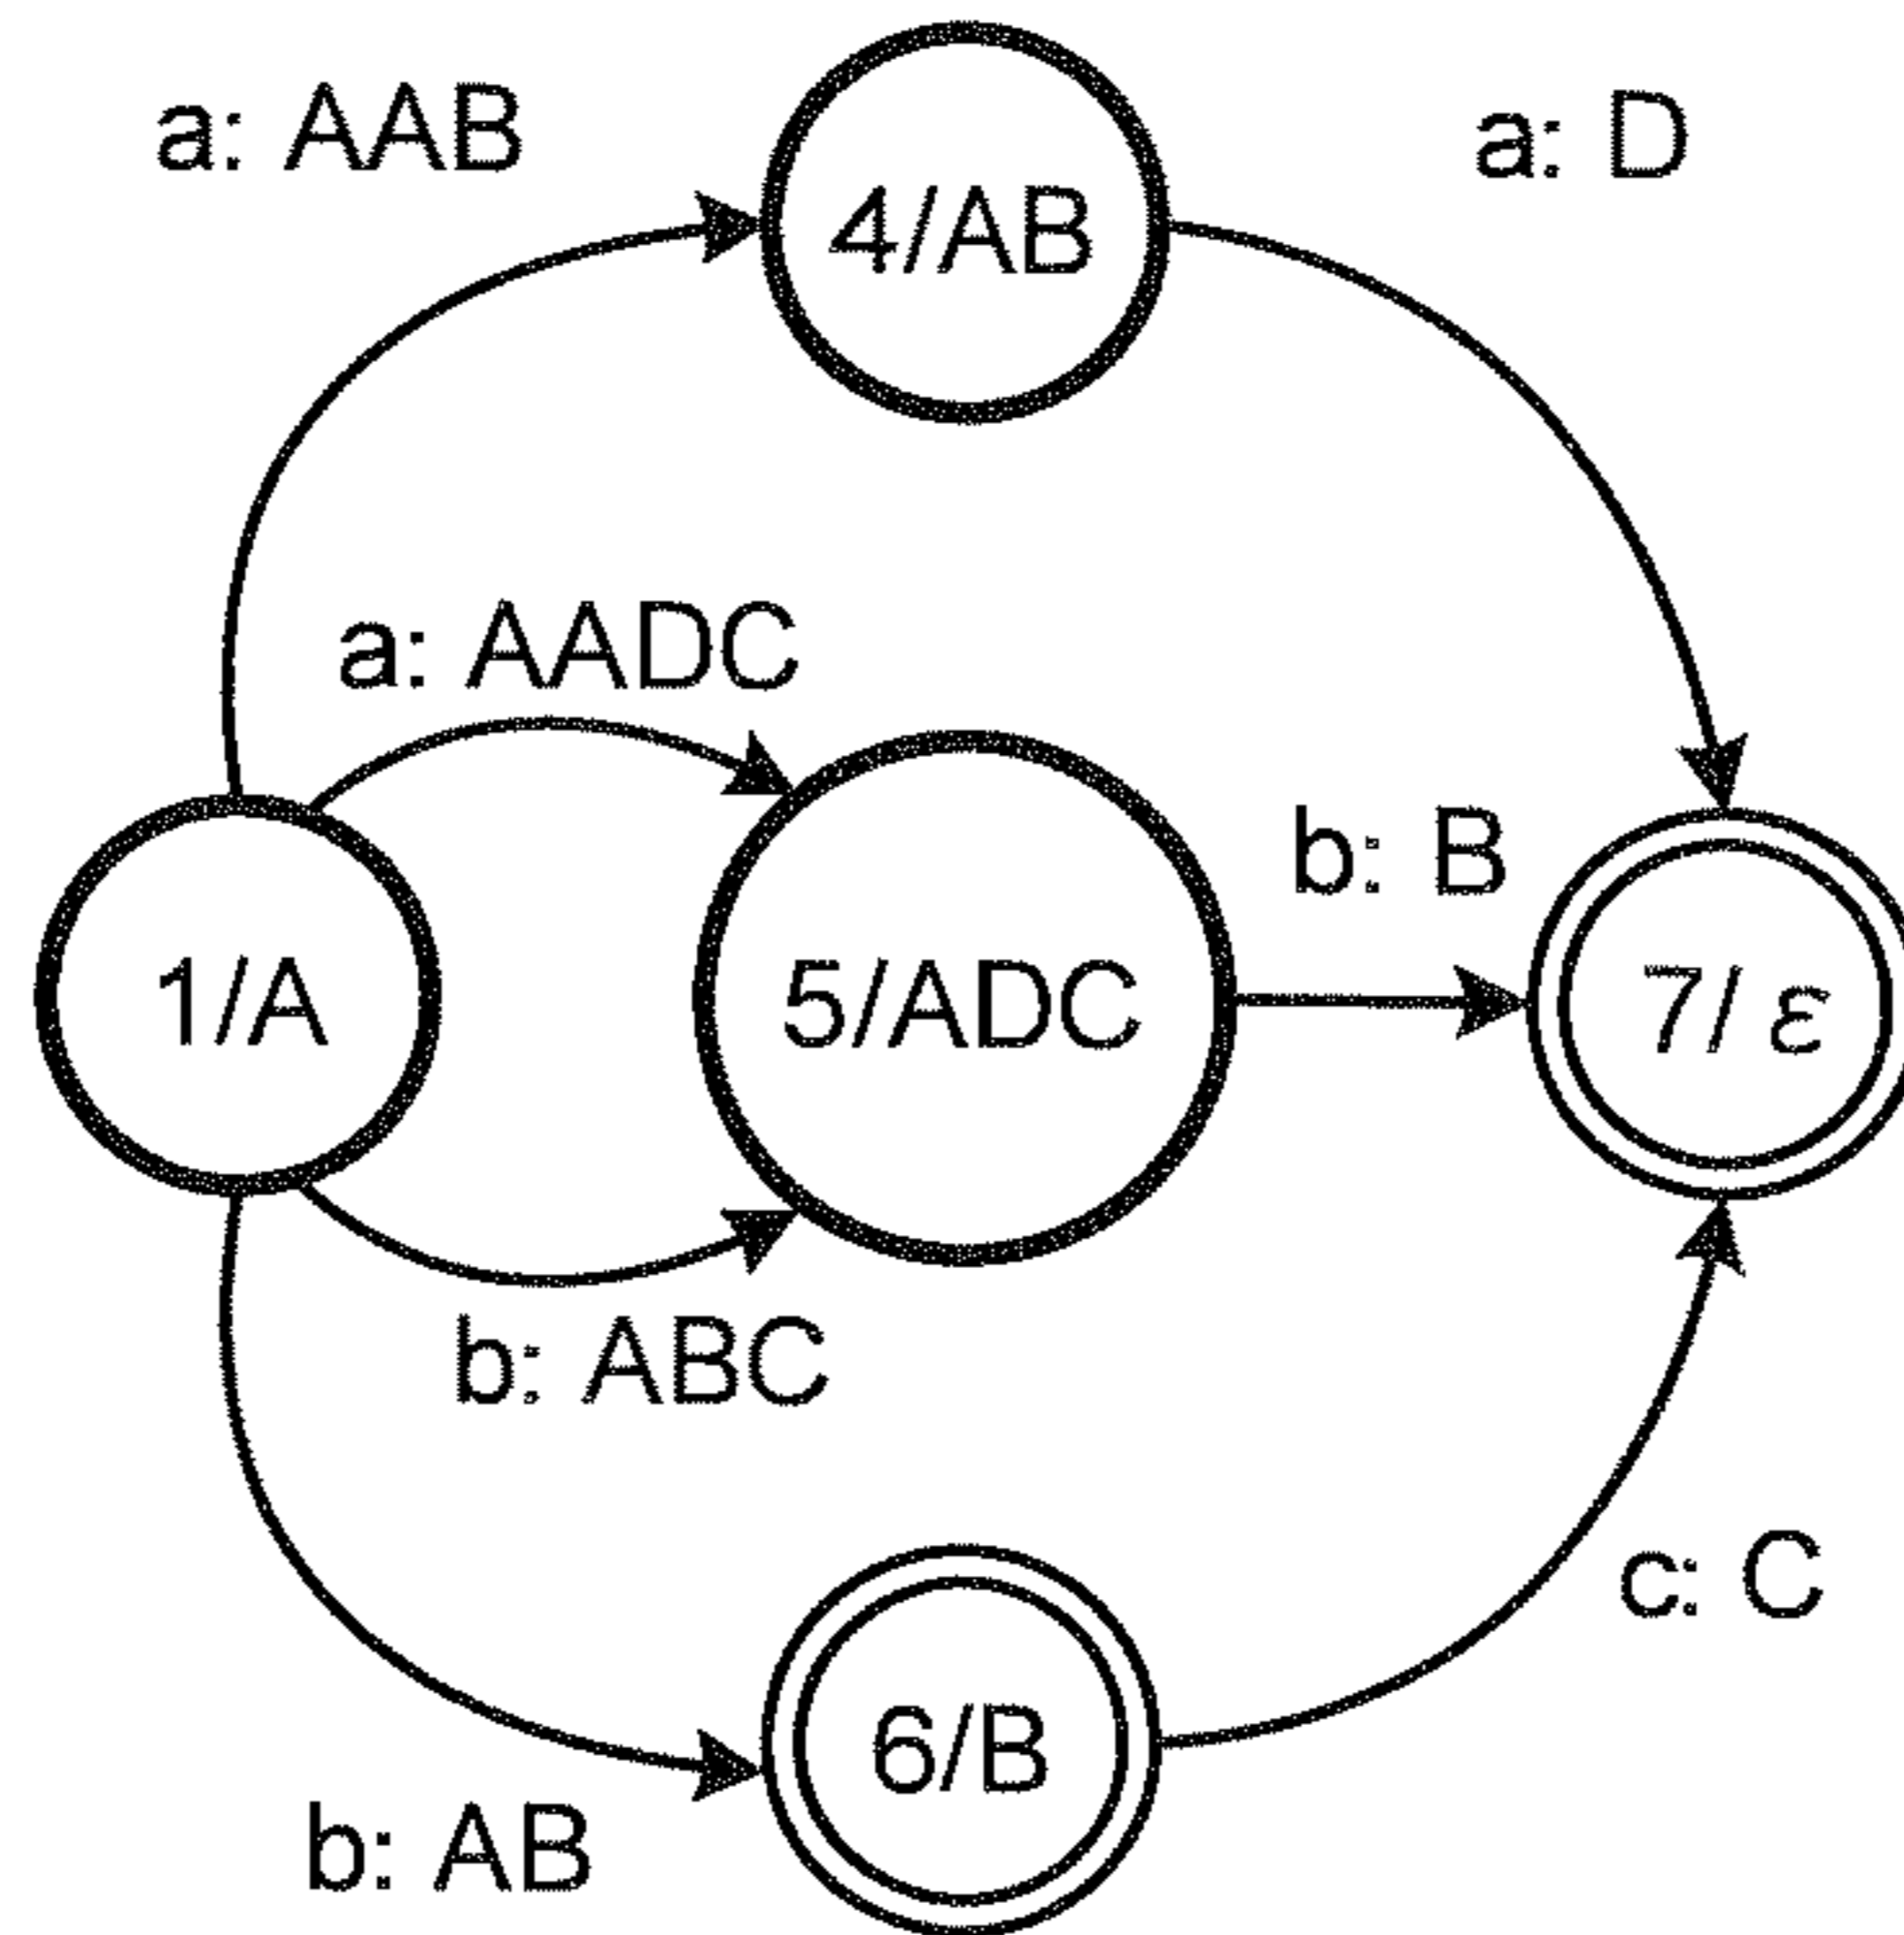 a: AAB
a: D
4/AB
a: AADC
b: B
1/A
5/ADC
7/ ε
b: ABC
c: C
6/B
b: AB